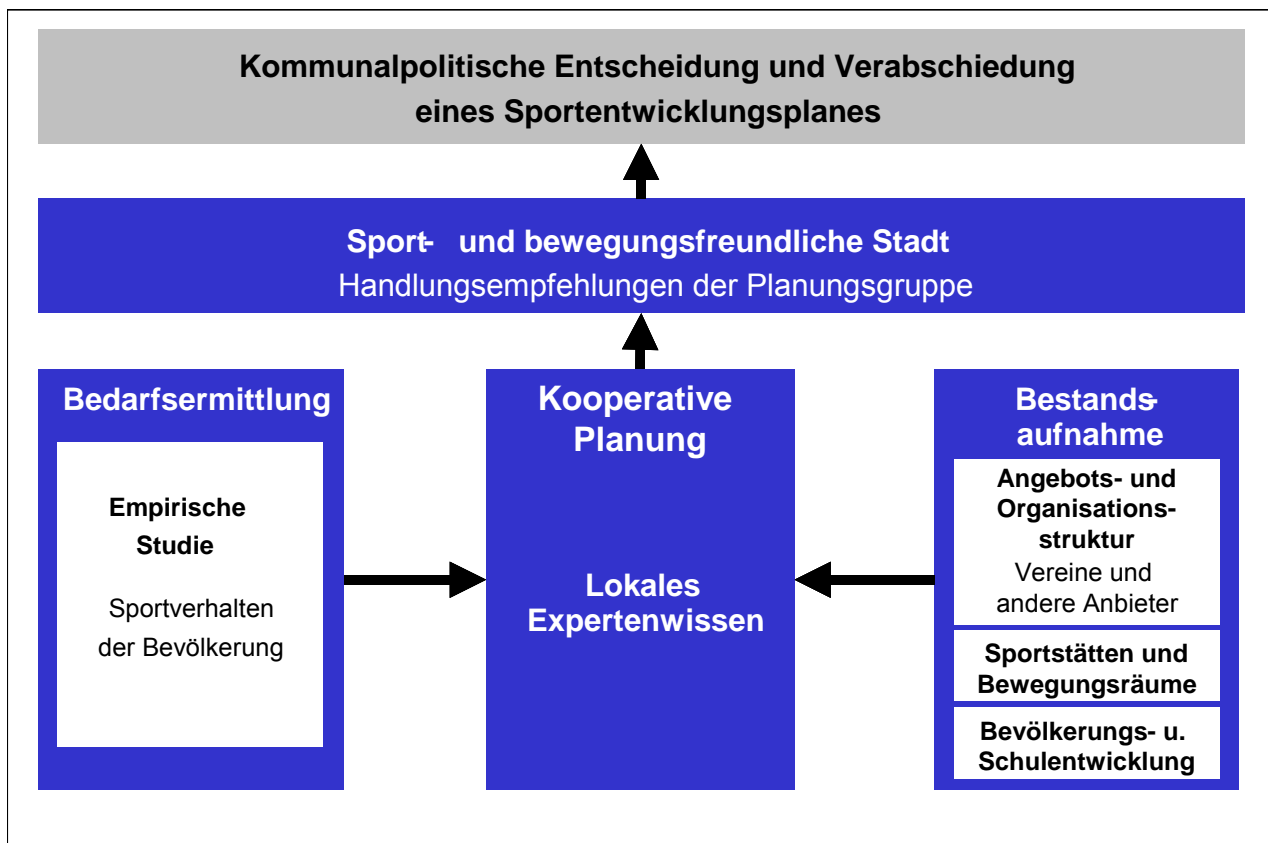 Kommunalpolitische Entscheidung und Verabschiedung
eines Sportentwicklungsplanes
Sport- und bewegungsfreundliche Stadt
Handlungsempfehlungen der Planungsgruppe
Bedarfsermittlung
Empirische
Studie
Sportverhalten
der Bevölkerung
Kooperative
Planung
Lokales
Expertenwissen
Bestands-
aufnahme
Angebots- und
Organisations-
struktur
Vereine und
andere Anbieter
Sportstätten und
Bewegungsräume
Bevölkerungs- u.
Schulentwicklung